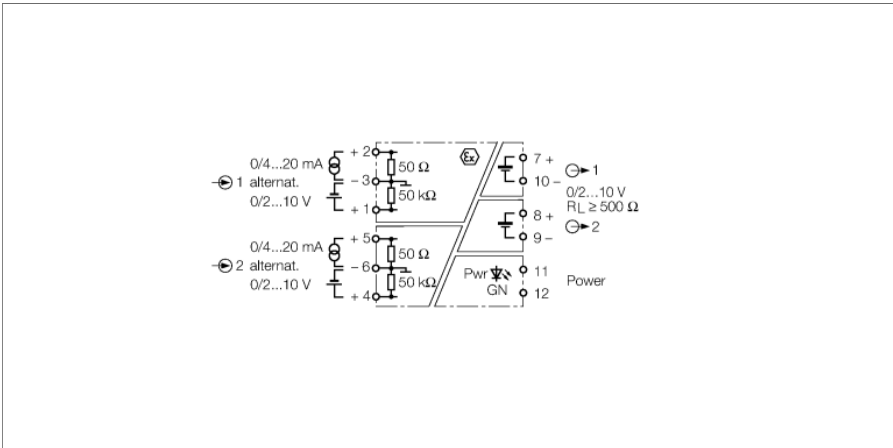 0/4...20 mA
1 alternat.
0/2...10 V
+ 2
- 3
+ 1
50 Ω
50 kΩ
Ex
7 +
10 –
1
0/2...10 V
RL ≥ 500 Ω
8 +
9 –
2
0/4...20 mA
2 alternat.
0/2...10 V
+ 5
- 6
+ 4
50 Ω
50 kΩ
Pwr
GN
11
12
Power